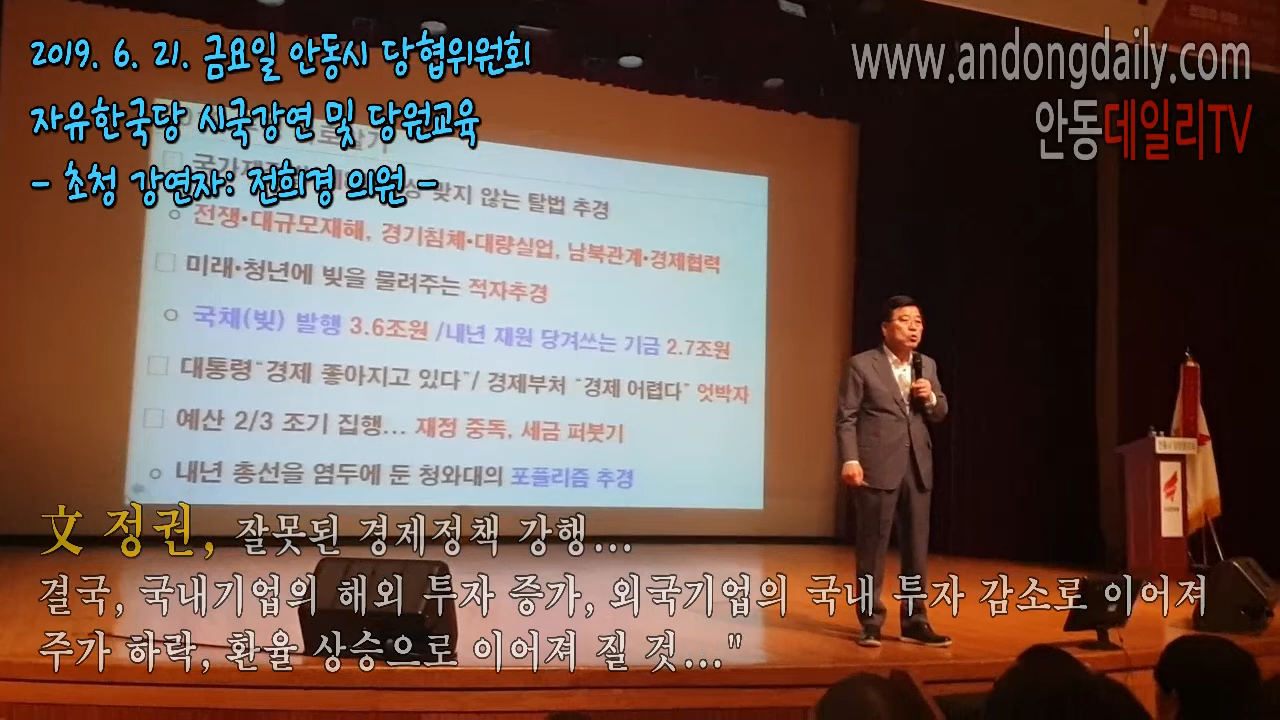 2019. 6. 21. 금요일 안동시 당협위원회
자유한국당 시국강연 및 당원교육
- 초청 강연자: 전희경 의원 -
www.andongdaily.com
안동데일리TV
맞지 않는 탈법 추경
전쟁·대규모재해, 경기침체·대량실업, 남북관계·경제협력
미래·청년에 빚을 물려주는 적자추경
국채(빚) 발행 3.6조원 /내년 재원 당겨쓰는 기금 2.7조원
대통령“경제 좋아지고 있다”/ 경제부처 “경제 어렵다” 엇박자
예산 2/3 조기 집행... 재정 중독, 세금 퍼붓기
내년 총선을 염두에 둔 청와대의 포퓰리즘 추경
文 정권, 잘못된 경제정책 강행...
결국, 국내기업의 해외 투자 증가, 외국기업의 국내 투자 감소로 이어져
주가 하락, 환율 상승으로 이어져 질 것..."